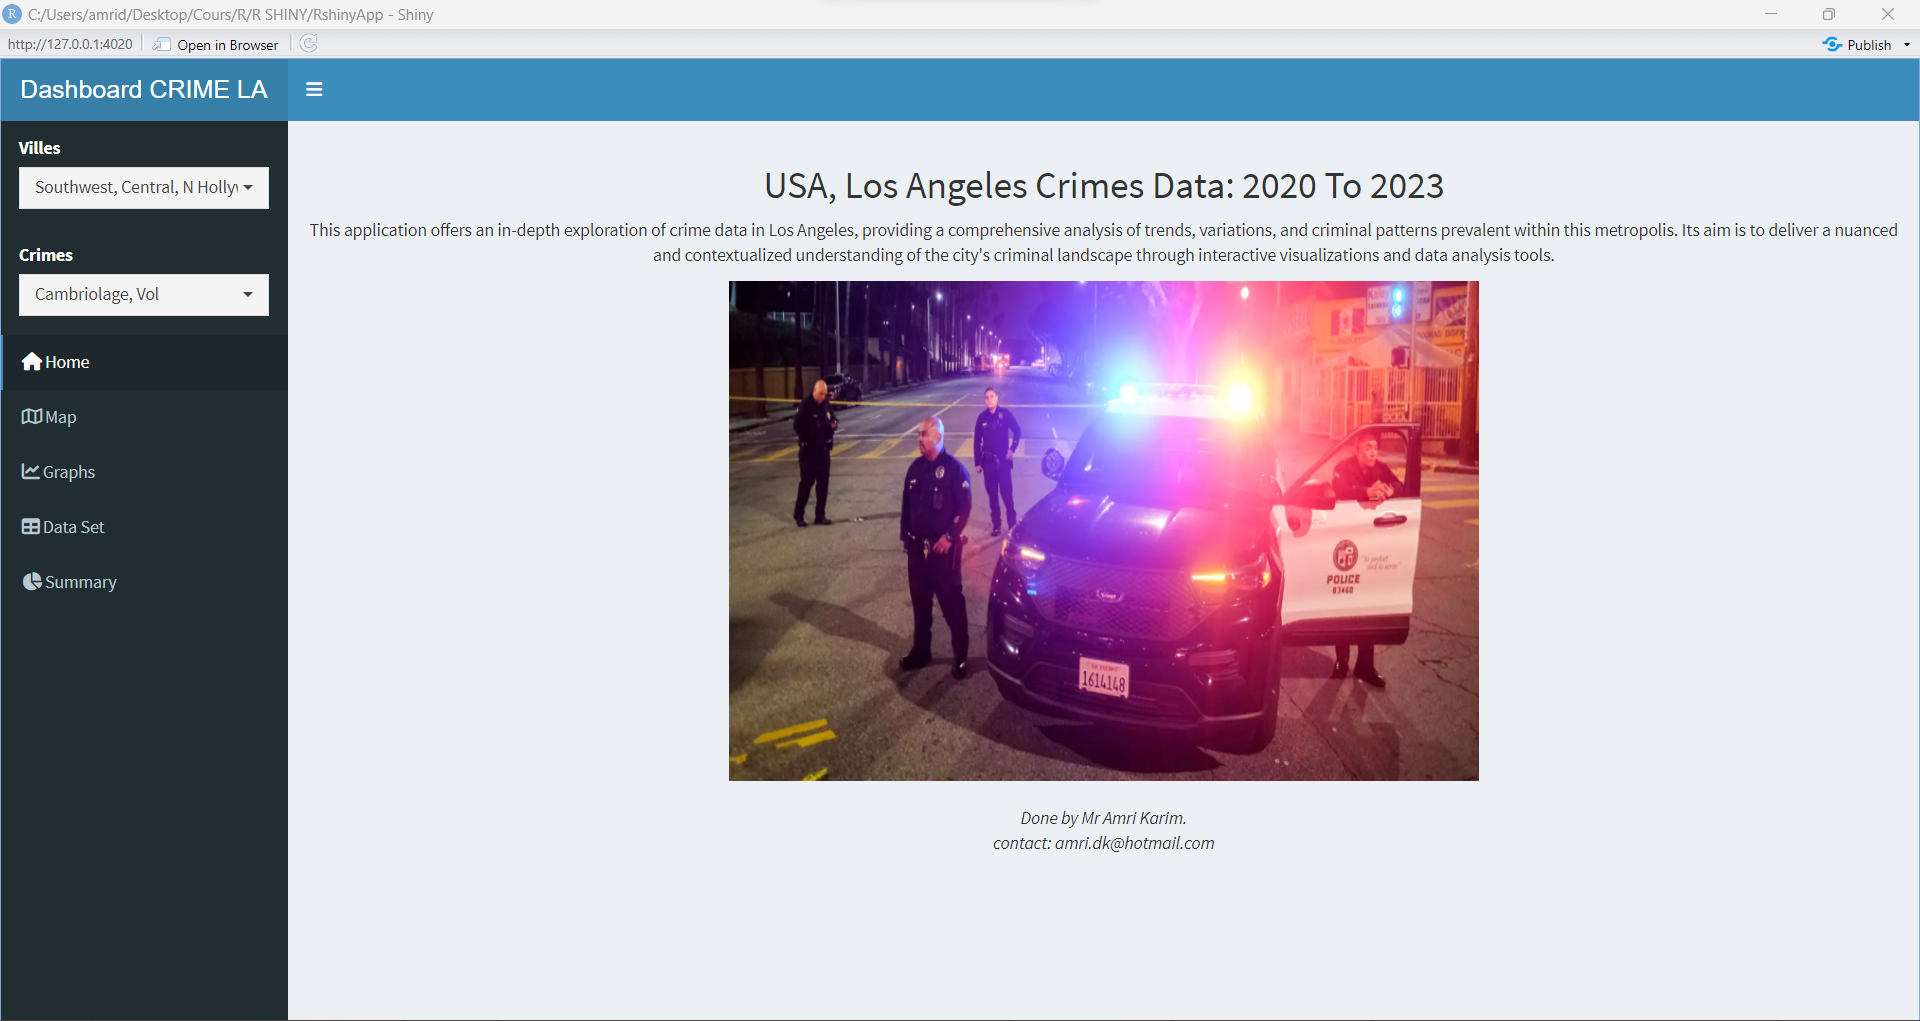 C:/Users/amrid/Desktop/Cours/R/R SHINY/RshinyApp - Shiny
http://127.0.0.1:4020 Open in Browser Publish
Dashboard CRIME LA
Villes
Southwest, Central, N Holly
Crimes
Cambriolage, Vol
Home
Map
Graphs
Data Set
Summary
USA, Los Angeles Crimes Data: 2020 To 2023
This application offers an in-depth exploration of crime data in Los Angeles, providing a comprehensive analysis of trends, variations, and criminal patterns prevalent within this metropolis. Its aim is to deliver a nuanced
and contextualized understanding of the city's criminal landscape through interactive visualizations and data analysis tools.
POLICE
83460
1614148
Done by Mr Amri Karim.
contact: amri.dk@hotmail.com